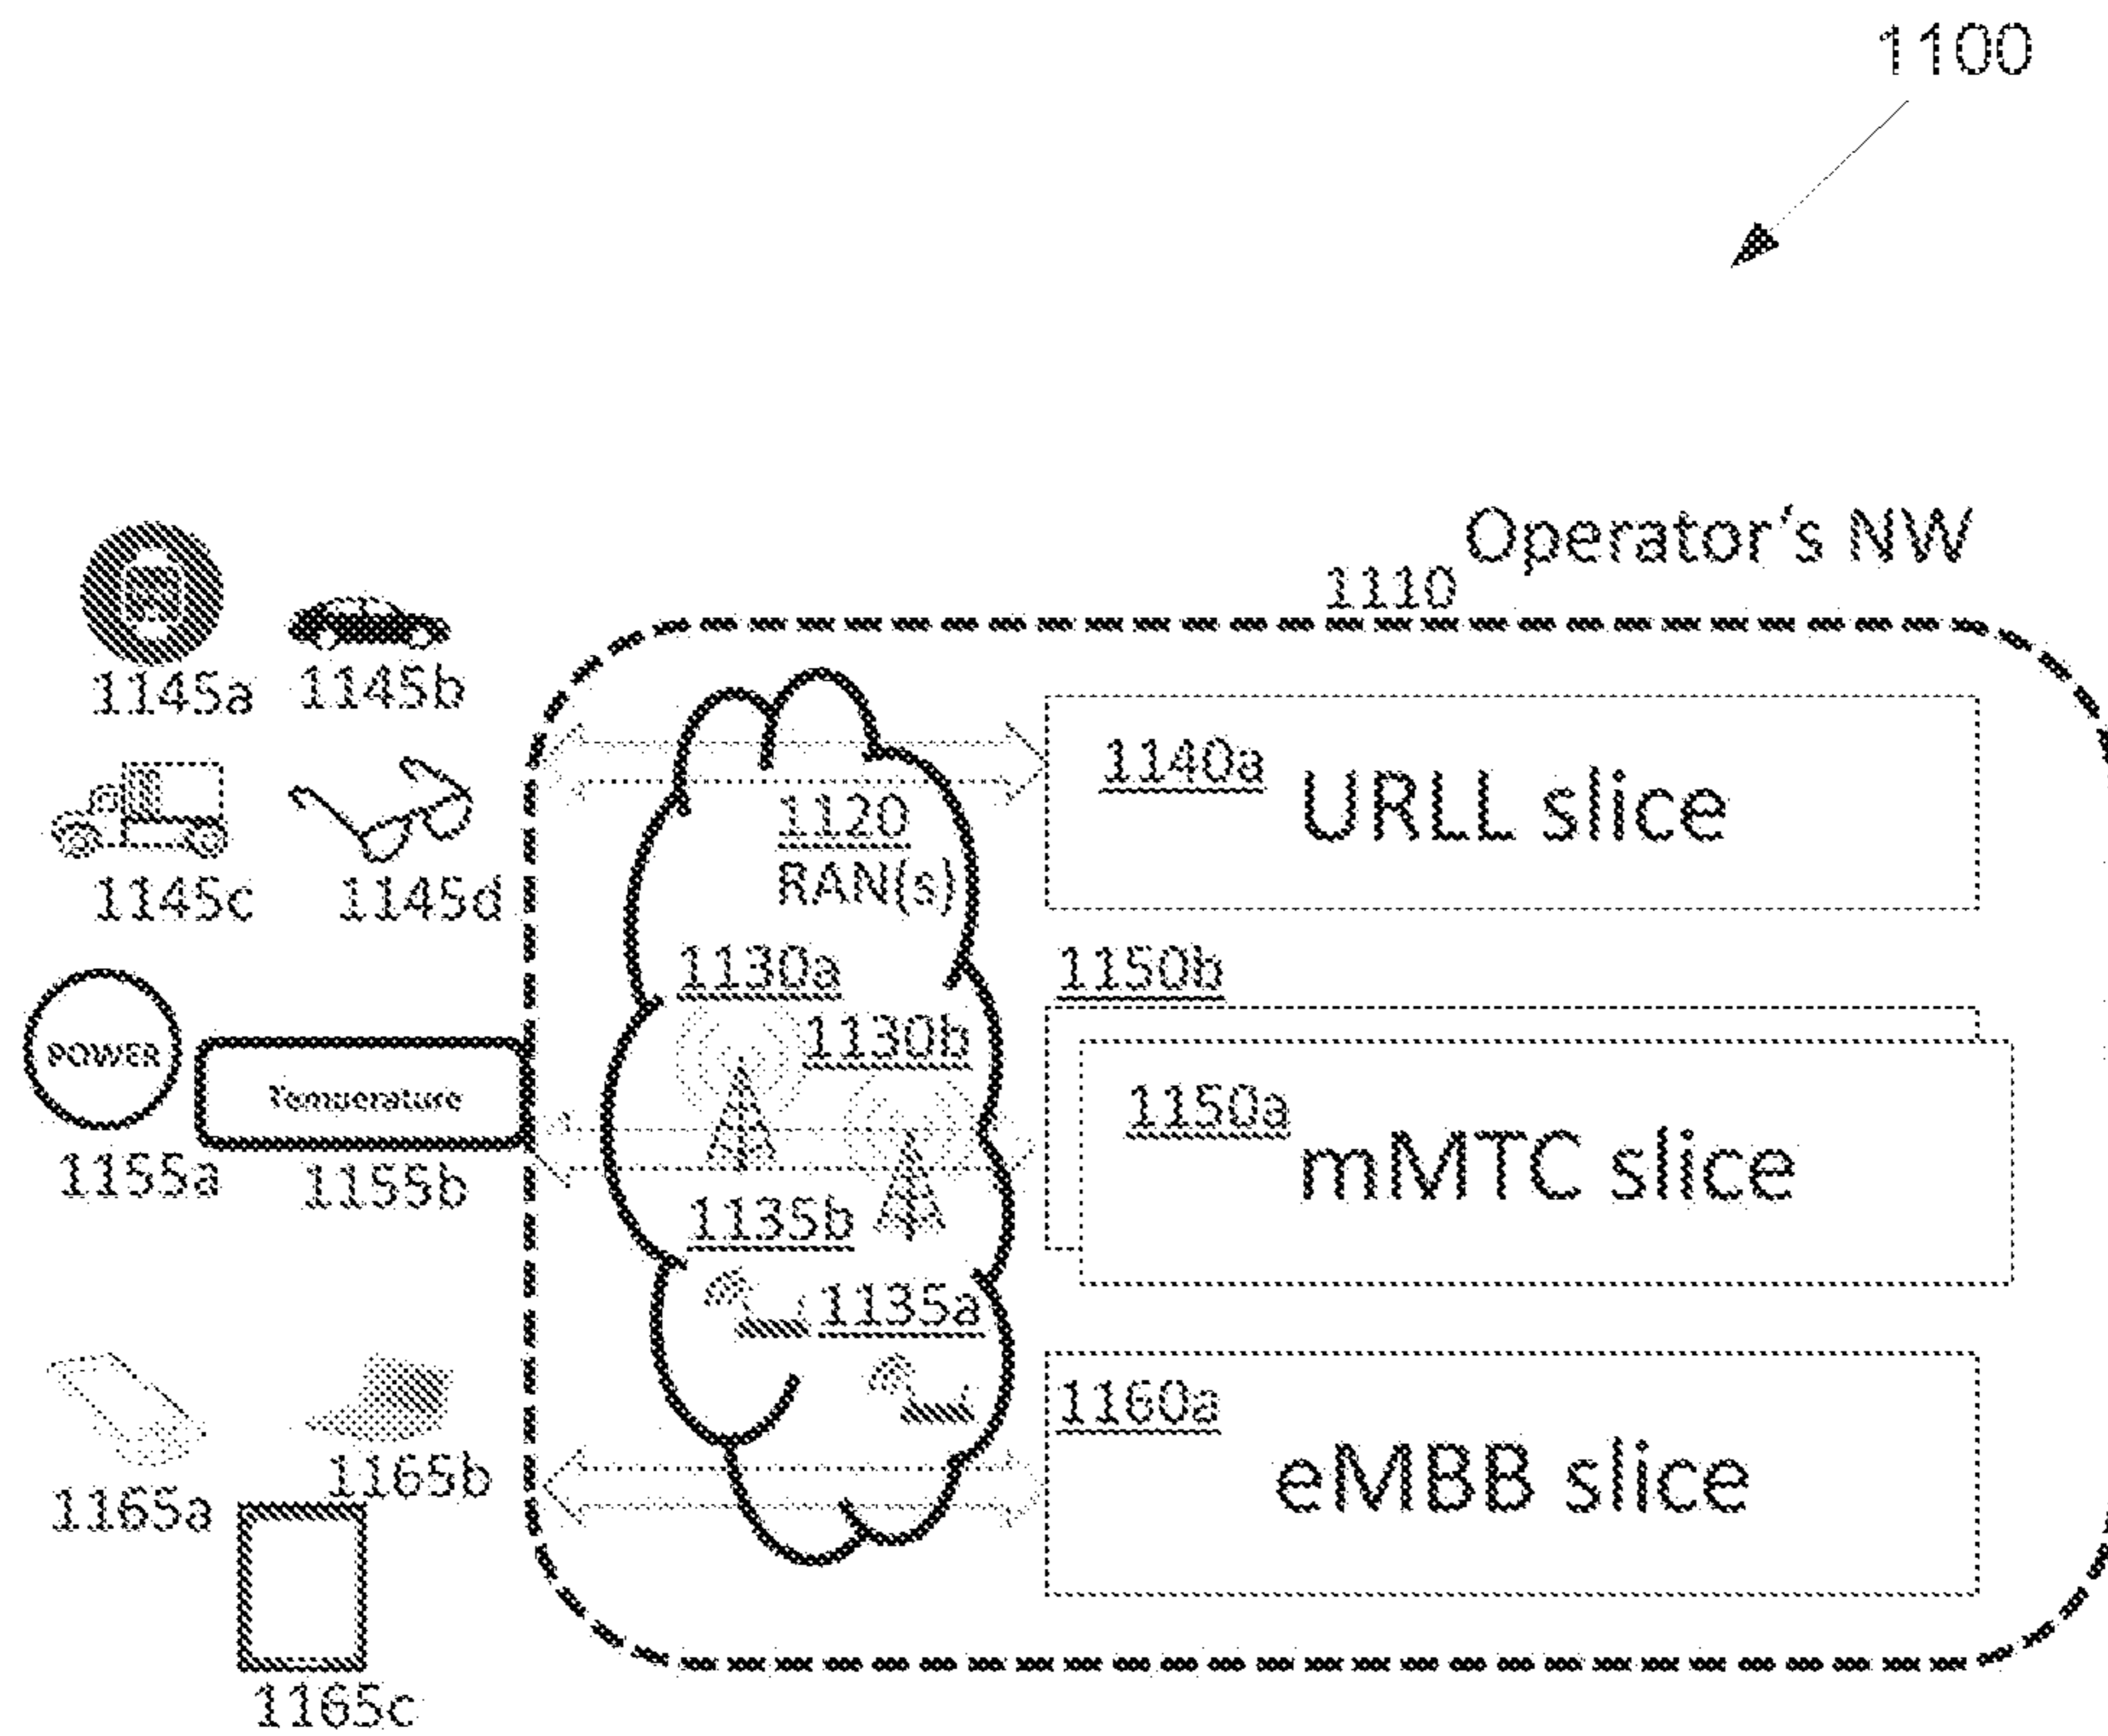 1100
Operator's NW
1110
1145a
1145b
1140a
URLL slice
1120
RAN(s)
1145c
1145d
1130a
1150b
1130b
POWER
Temperature
1150a
mMTC slice
1155a
1155b
1135b
1135a
1160a
eMBB slice
1165b
1165a
1165c